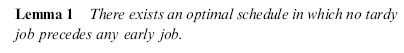 Lemma 1 There exists an optimal schedule in which no tardy
job precedes any early job.